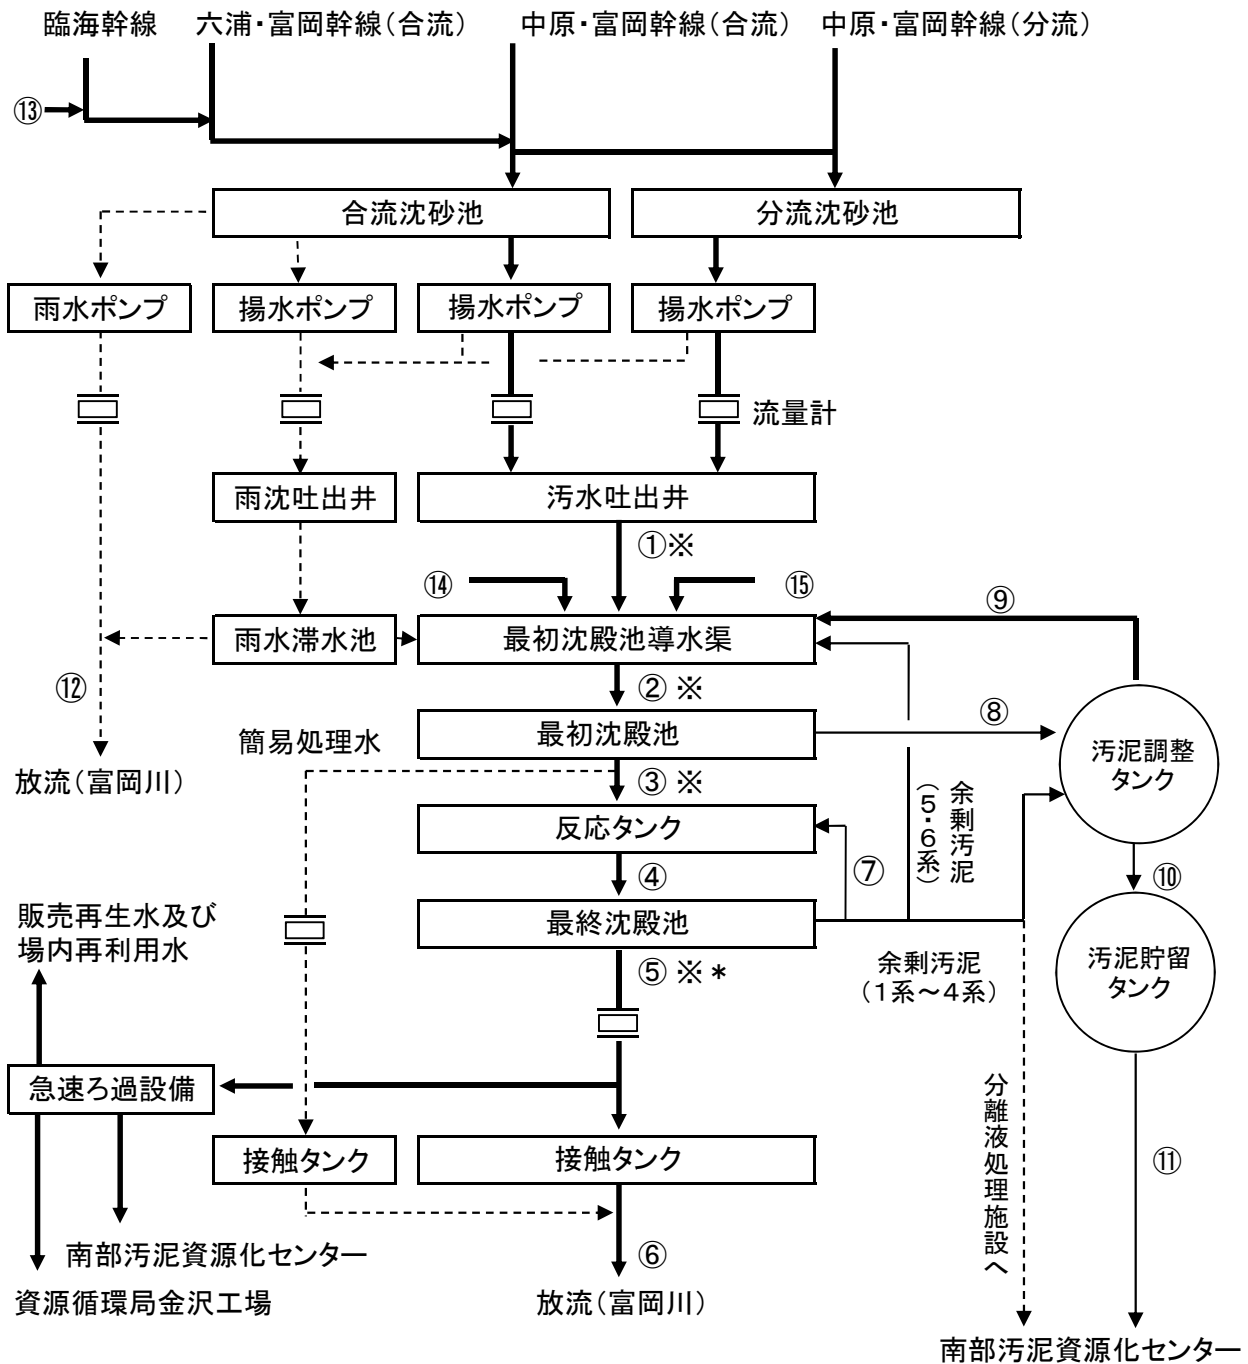 臨海幹線
六浦・富岡幹線(合流)
中原・富岡幹線(合流)
中原・富岡幹線(分流)
⑬
合流沈砂池
分流沈砂池
雨水ポンプ
揚水ポンプ
揚水ポンプ
揚水ポンプ
流量計
雨沈吐出井
汚水吐出井
①※
⑭
⑮
⑨
雨水滞水池
最初沈殿池導水渠
⑫
②※
⑧
簡易処理水
最初沈殿池
汚泥調整
タンク
放流(富岡川)
③※
余剰汚泥
(5・6系)
反応タンク
⑦
④
⑩
販売再生水及び
場内再利用水
最終沈殿池
⑤※*
余剰汚泥
(1系~4系)
汚泥貯留
タンク
急速ろ過設備
分離液処理施設へ
接触タンク
接触タンク
⑪
南部汚泥資源化センター
⑥
資源循環局金沢工場
放流(富岡川)
南部汚泥資源化センター